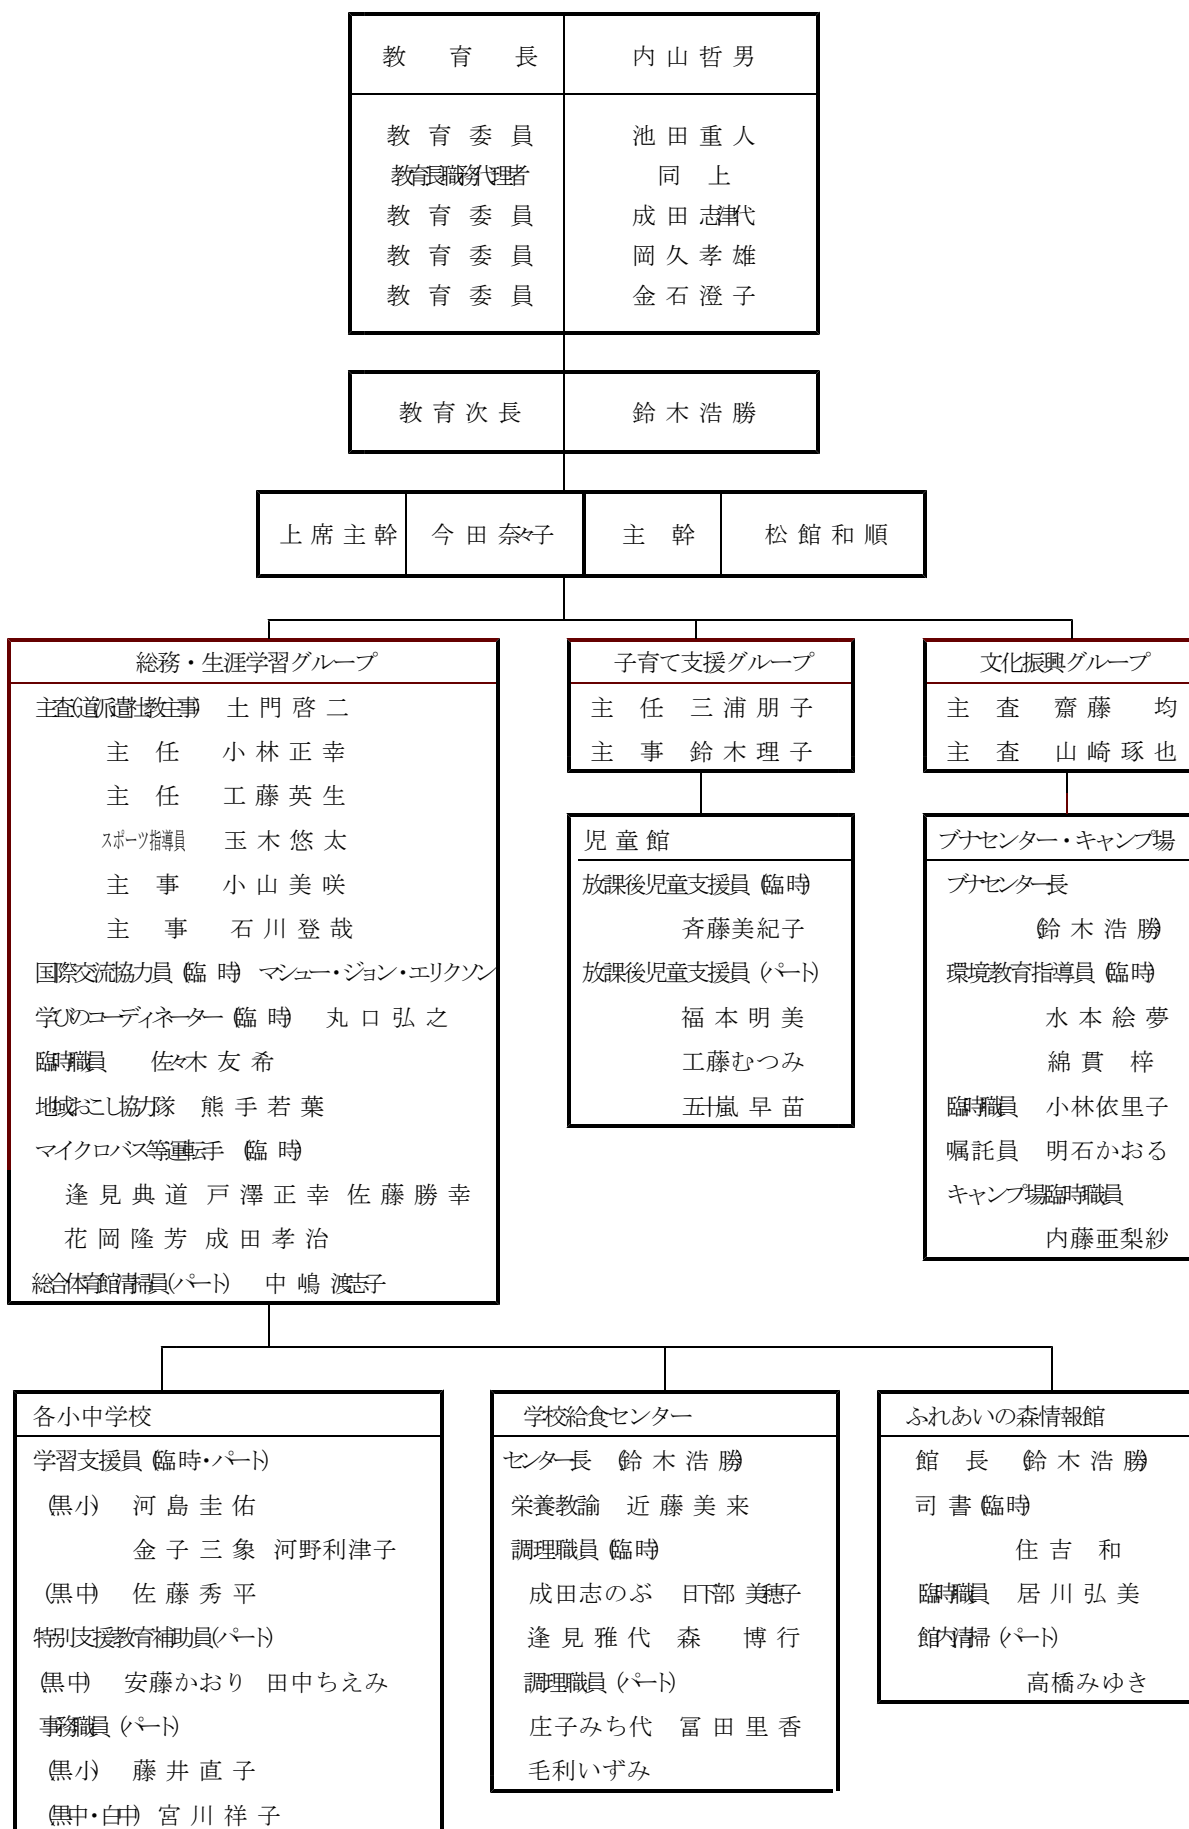 教育長 内山哲男
教育委員 池田重人
教育長職務代理者 同上
教育委員 成田志津代
教育委員 岡久孝雄
教育委員 金石澄子
教育次長 鈴木浩勝
上席主幹 今田奈々子 主幹 松館和順
総務・生涯学習グループ
主査(道派遣社教主事) 土門啓二
主任 小林正幸
主任 工藤英生
スポーツ指導員 玉木悠太
主事 小山美咲
主事 石川登哉
国際交流協力員(臨時) マシュー・ジョン・エリクソン
学びのコーディネーター(臨時) 丸口弘之
臨時職員 佐々木友希
地域おこし協力隊 熊手若葉
マイクロバス等運転手(臨時)
逢見典道 戸澤正幸 佐藤勝幸
花岡隆芳 成田孝治
総合体育館清掃員(パート) 中嶋渡志子
子育て支援グループ
主任 三浦朋子
主事 鈴木理子
児童館
放課後児童支援員(臨時)
斉藤美紀子
放課後児童支援員(パート)
福本明美
工藤むつみ
五十嵐早苗
文化振興グループ
主査 齋藤均
主査 山崎琢也
ブナセンター・キャンプ場
ブナセンター長
(鈴木浩勝)
環境教育指導員(臨時)
水本絵夢
綿貫梓
臨時職員 小林依里子
嘱託員 明石かおる
キャンプ場臨時職員
内藤亜梨紗
各小中学校
学習支援員(臨時・パート)
(黒小) 河島圭佑
金子三象 河野利津子
(黒中) 佐藤秀平
特別支援教育補助員(パート)
(黒中) 安藤かおり 田中ちえみ
事務職員(パート)
(黒小) 藤井直子
(黒中・白中) 宮川祥子
学校給食センター
センター長 (鈴木浩勝)
栄養教諭 近藤美来
調理職員(臨時)
成田志のぶ 日下部美穂子
逢見雅代 森博行
調理職員(パート)
庄子みち代 冨田里香
毛利いずみ
ふれあいの森情報館
館長 (鈴木浩勝)
司書(臨時)
住吉和
臨時職員 居川弘美
館内清掃(パート)
高橋みゆき